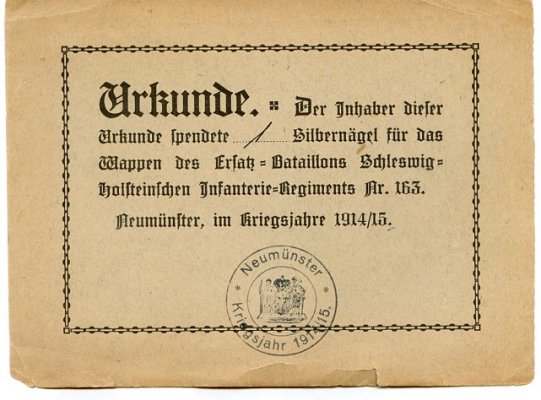 Urkunde. Der Inhaber dieser
Urkunde spendete 1 Silbernägel für das
Wappen des Ersatz-Bataillons Schleswig-
Holsteinschen Infanterie-Regiments Nr. 163.
Neumünster, im Kriegsjahre 1914/15.
* Neumünster *
Kriegsjahr 1914/15.